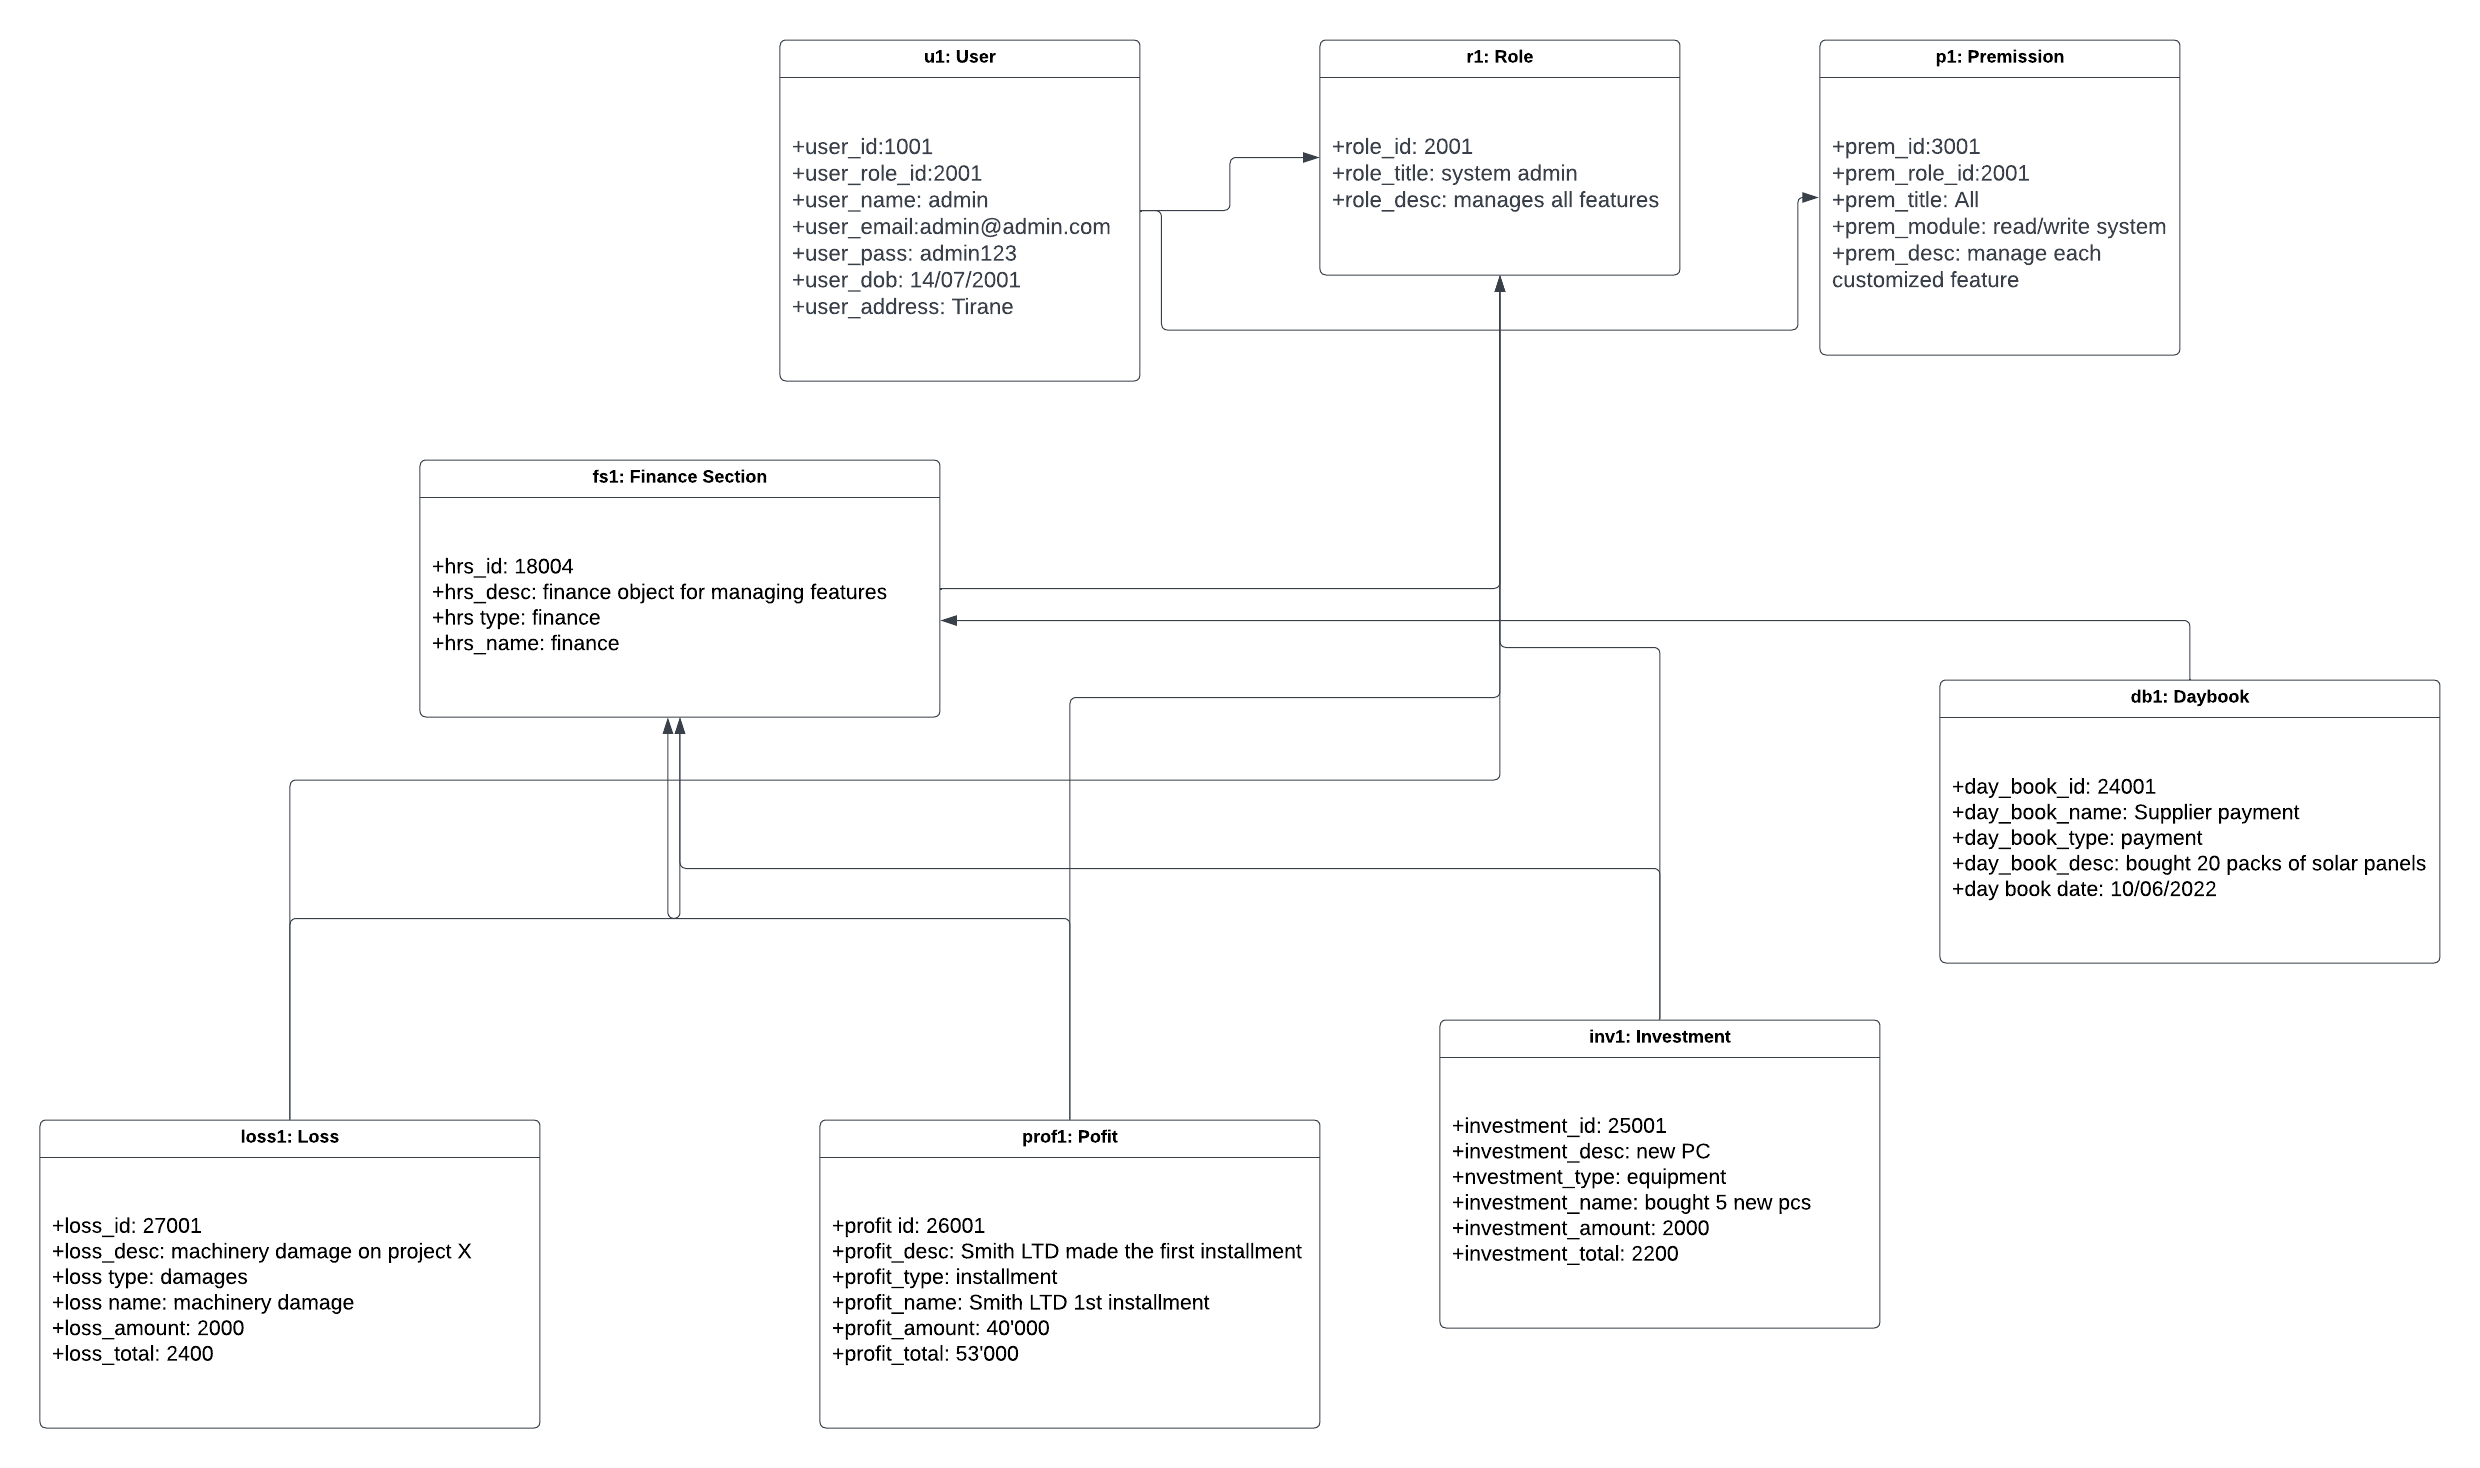 u1: User
+user_id:1001
+user_role_id:2001
+user_name: admin
+user_email:admin@admin.com
+user_pass: admin123
+user_dob: 14/07/2001
+user_address: Tirane
r1: Role
+role_id: 2001
+role_title: system admin
+role_desc: manages all features
p1: Premission
+prem_id:3001
+prem_role_id:2001
+prem_title: All
+prem_module: read/write system
+prem_desc: manage each
customized feature
fs1: Finance Section
+hrs_id: 18004
+hrs_desc: finance object for managing features
+hrs type: finance
+hrs_name: finance
db1: Daybook
+day_book_id: 24001
+day_book_name: Supplier payment
+day_book_type: payment
+day_book_desc: bought 20 packs of solar panels
+day book date: 10/06/2022
loss1: Loss
+loss_id: 27001
+loss_desc: machinery damage on project X
+loss type: damages
+loss name: machinery damage
+loss_amount: 2000
+loss_total: 2400
prof1: Pofit
+profit id: 26001
+profit_desc: Smith LTD made the first installment
+profit_type: installment
+profit_name: Smith LTD 1st installment
+profit_amount: 40'000
+profit_total: 53'000
inv1: Investment
+investment_id: 25001
+investment_desc: new PC
+nvestment_type: equipment
+investment_name: bought 5 new pcs
+investment_amount: 2000
+investment_total: 2200